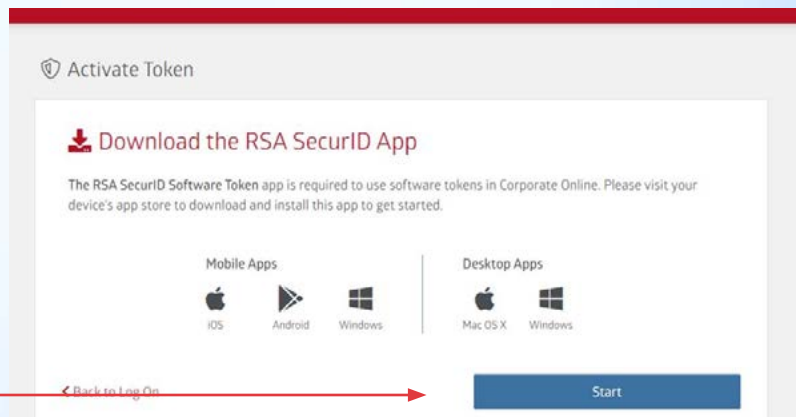 Activate Token
Download the RSA SecurID App
The RSA SecurID Software Token app is required to use software tokens in Corporate Online. Please visit your
device's app store to download and install this app to get started.
Mobile Apps
Desktop Apps
iOS
Android
Windows
Mac OS X
Windows
Back to Log On
Start